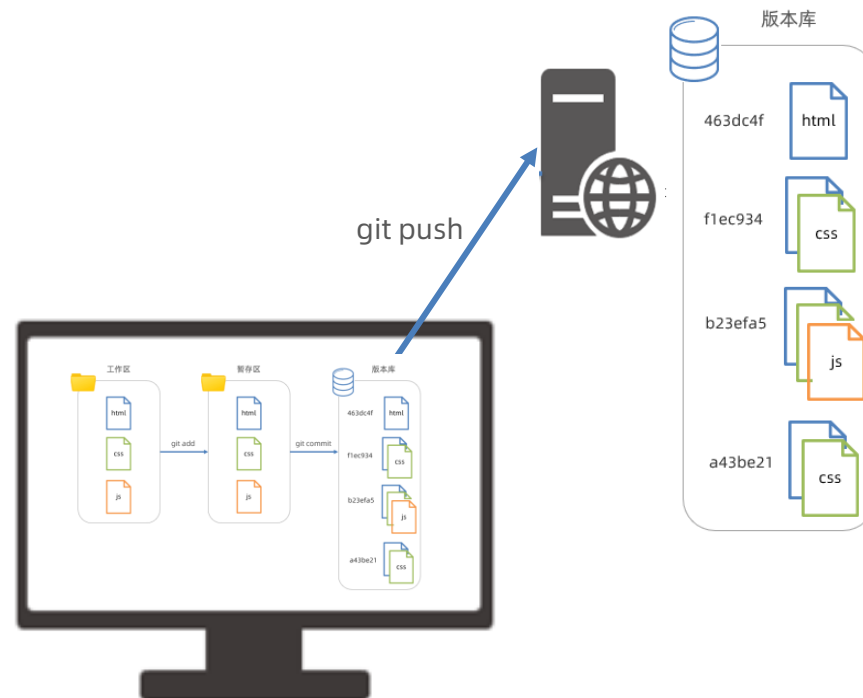 版本库
463dc4f
html
f1ec934
css
git push
b23efa5
js
a43be21
css
工作区
暂存区
版本库
html
html
463dc4f
html
git add
git commit
css
css
f1ec934
css
js
js
b23efa5
js
a43be21
css